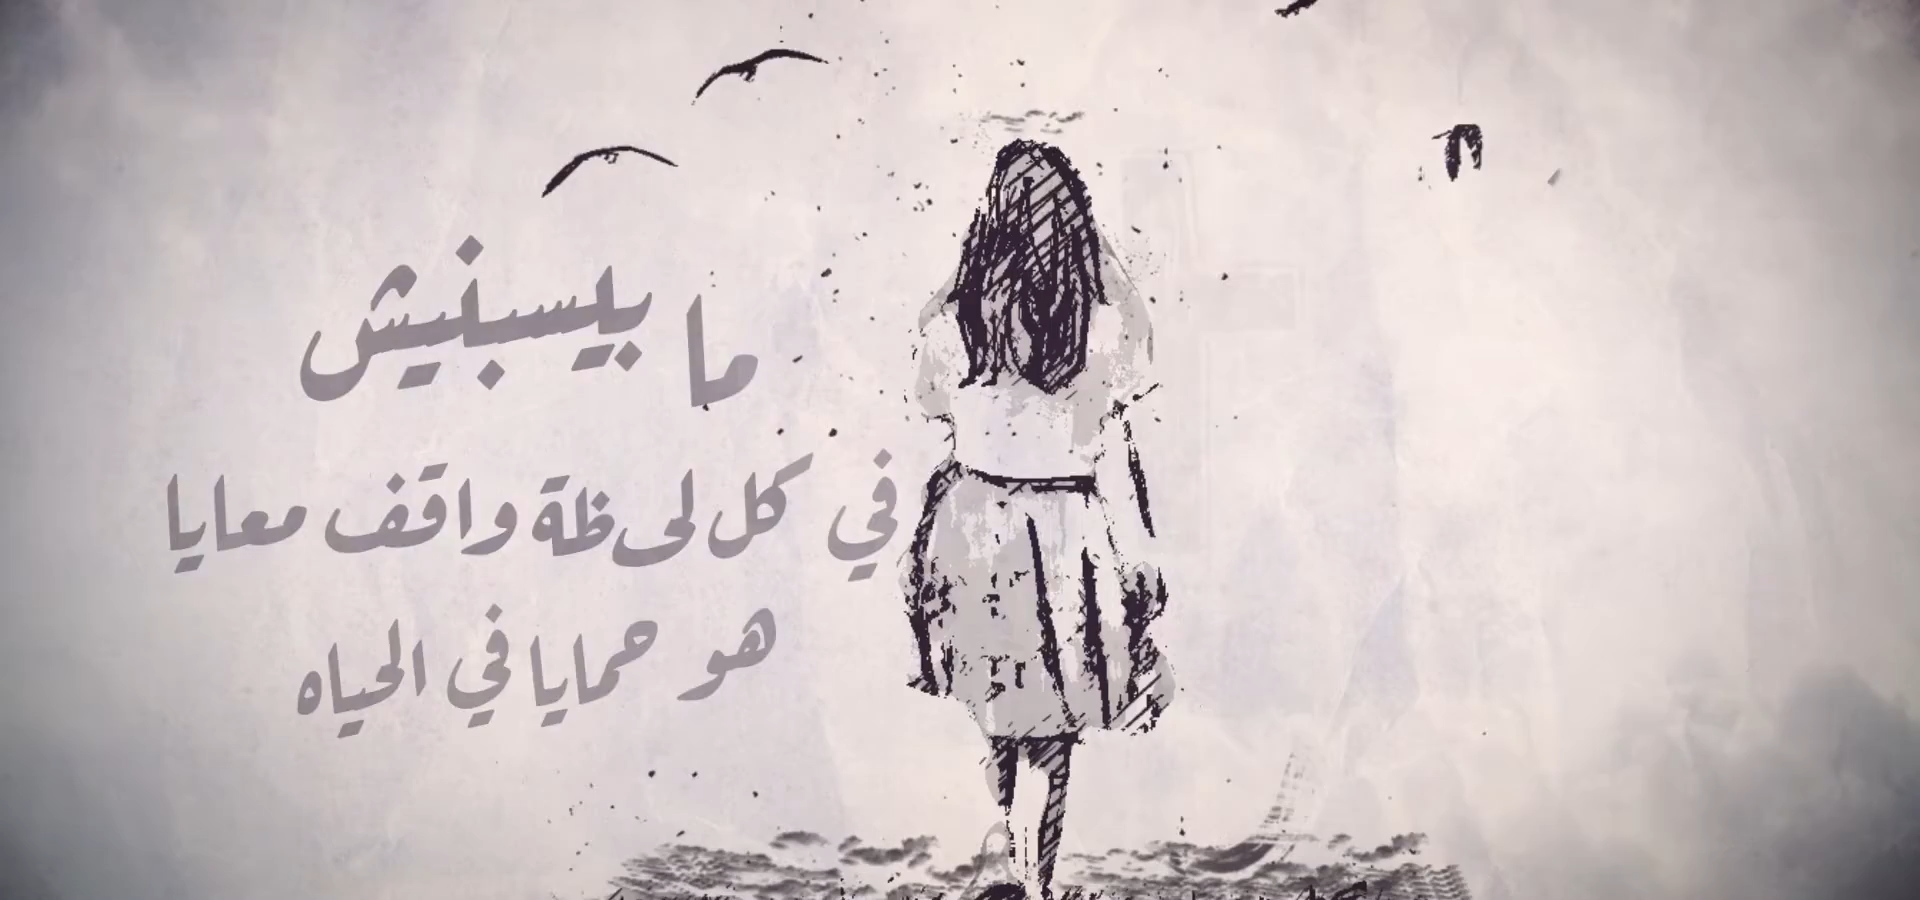 ما بيسبنيش
في كل لحظة واقف معايا
هو حمايا في الحياه